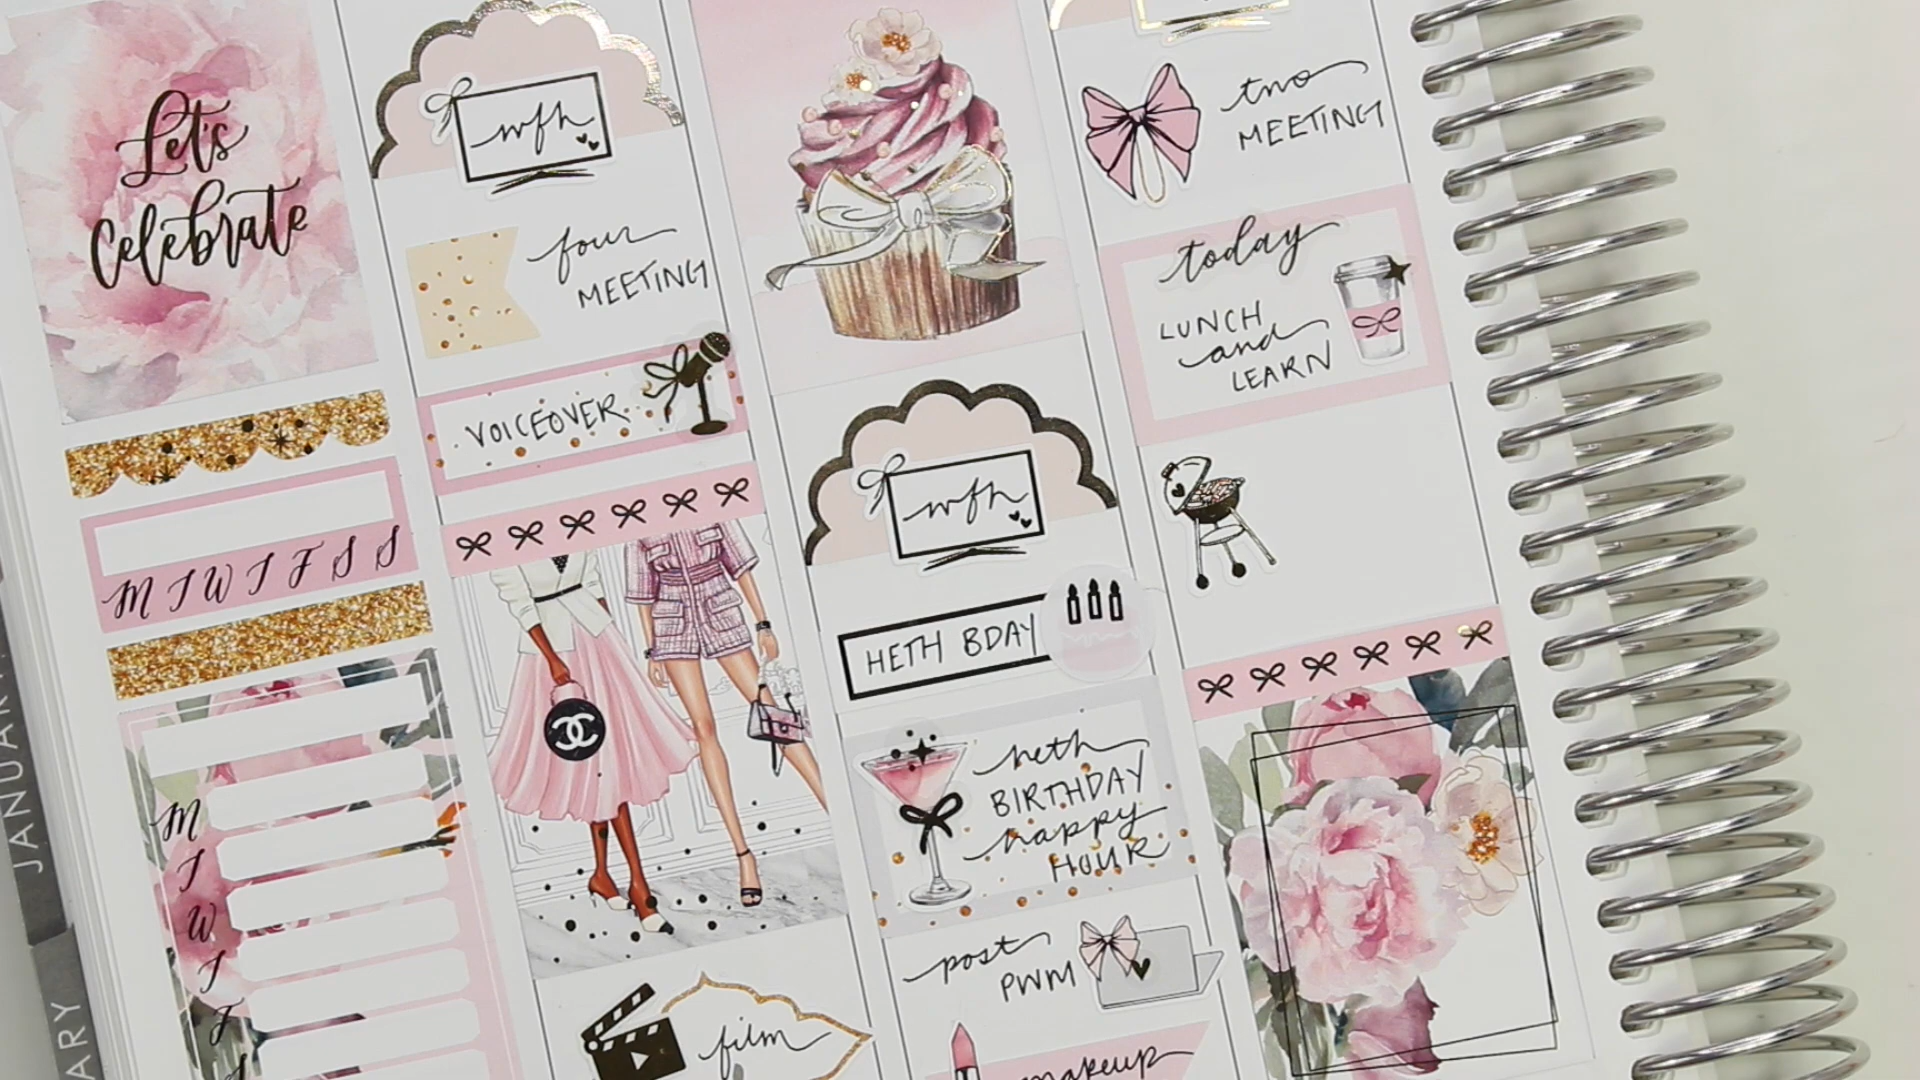 Let's
Celebrate
M T W T F S S
M
T
W
T
F
S
JANUARY
ARY
wfh
four
MEETING
VOICEOVER
film
wfh
HETH BDAY
heth
BIRTHDAY
happy
HOUR
post
PWM
makeup
two
MEETING
today
LUNCH
and
LEARN